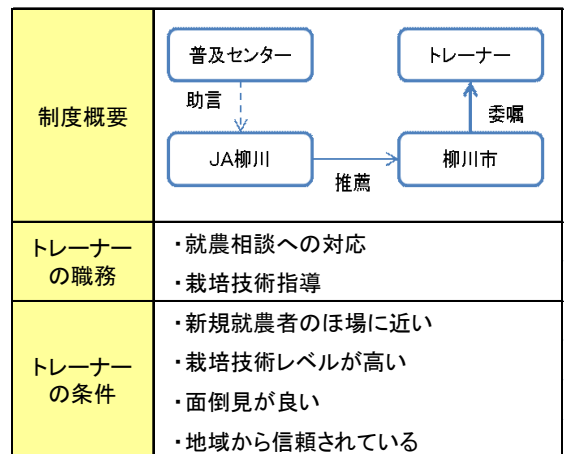 制度概要
普及センター
トレーナー
助言
委嘱
JA柳川
推薦
柳川市
トレーナー
の職務
・就農相談への対応
・栽培技術指導
トレーナー
の条件
・新規就農者のほ場に近い
・栽培技術レベルが高い
・面倒見が良い
・地域から信頼されている